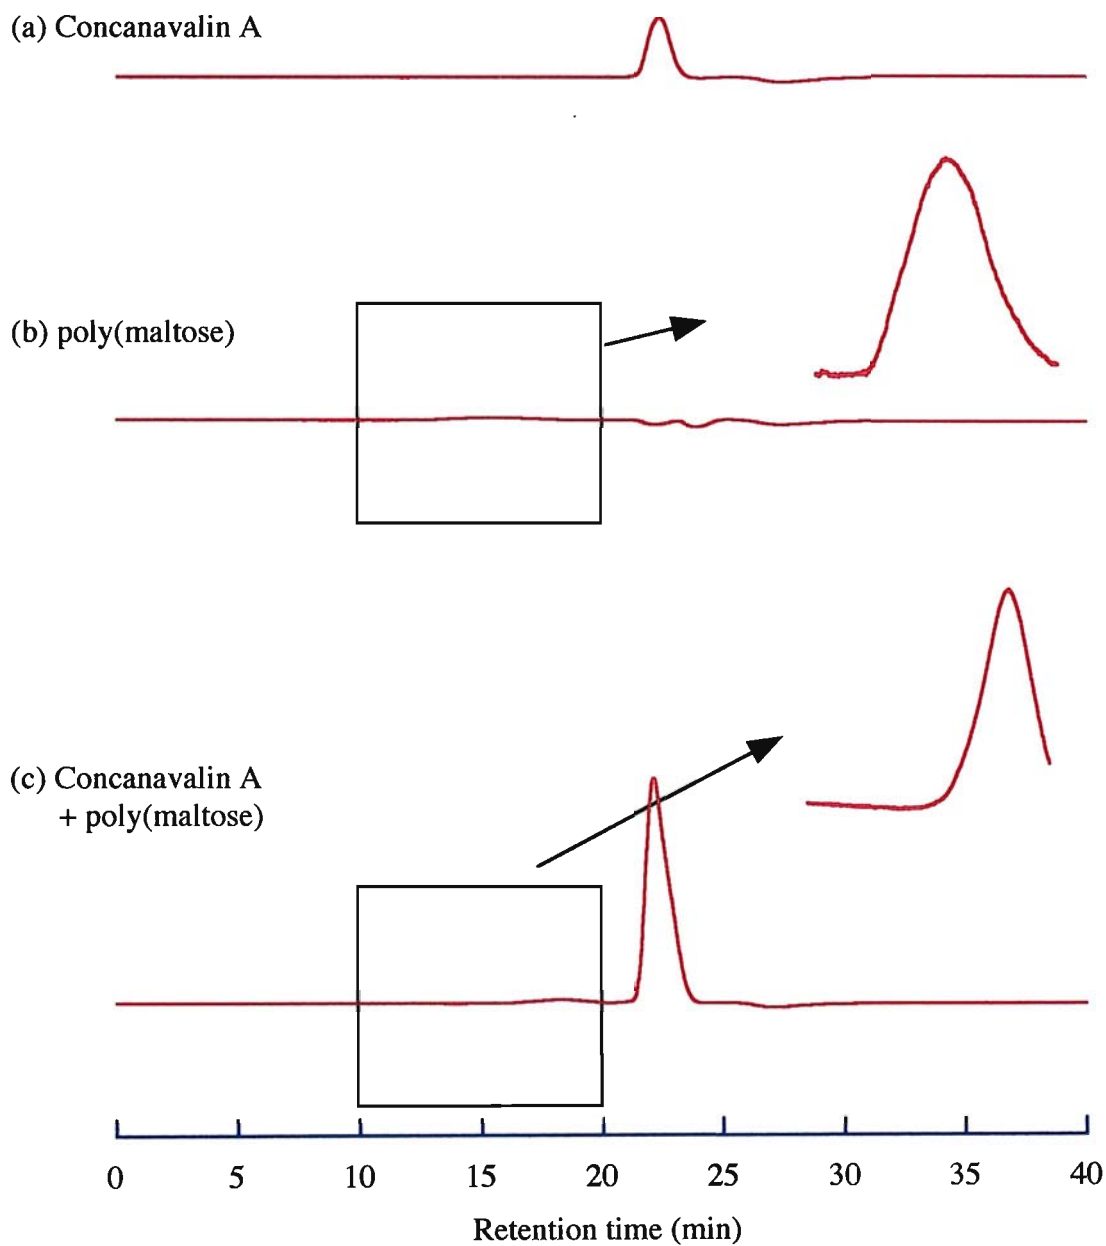 (a) Concanavalin A
(b) poly(maltose)
(c) Concanavalin A
+ poly(maltose)
0 5 10 15 20 25 30 35 40
Retention time (min)